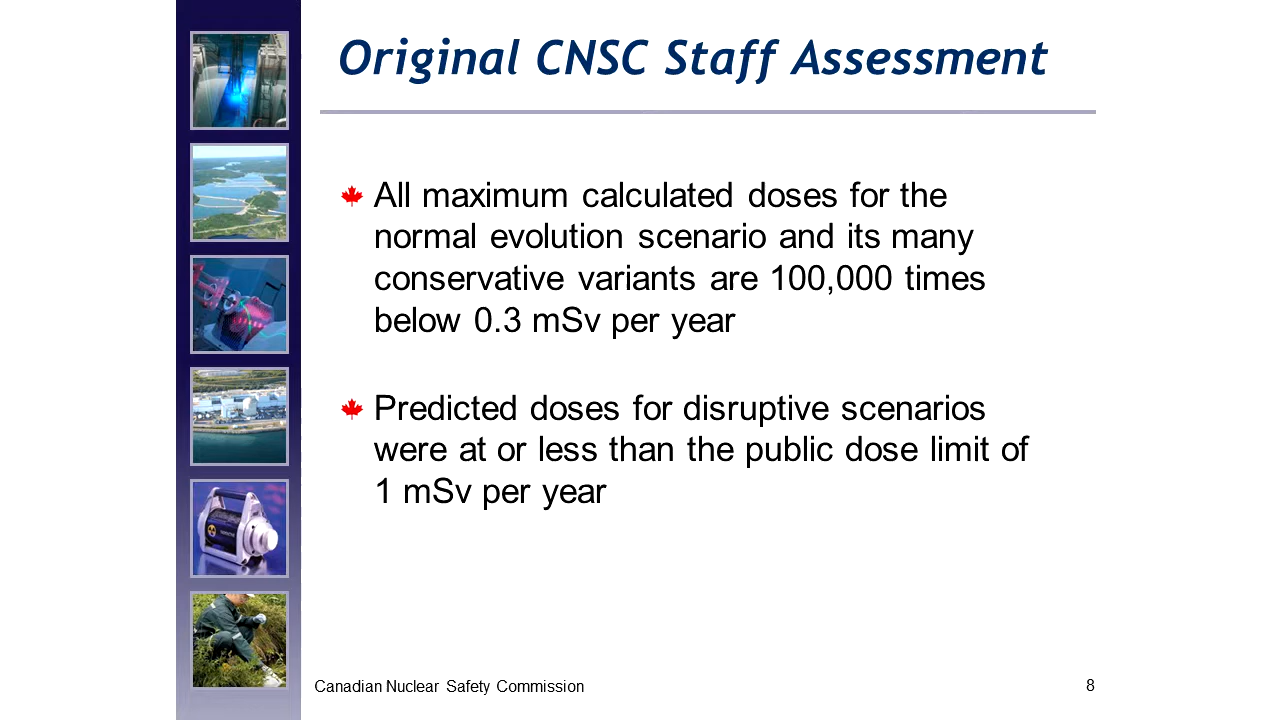 Original CNSC Staff Assessment
All maximum calculated doses for the
normal evolution scenario and its many
conservative variants are 100,000 times
below 0.3 mSv per year
Predicted doses for disruptive scenarios
were at or less than the public dose limit of
1 mSv per year
Canadian Nuclear Safety Commission
8